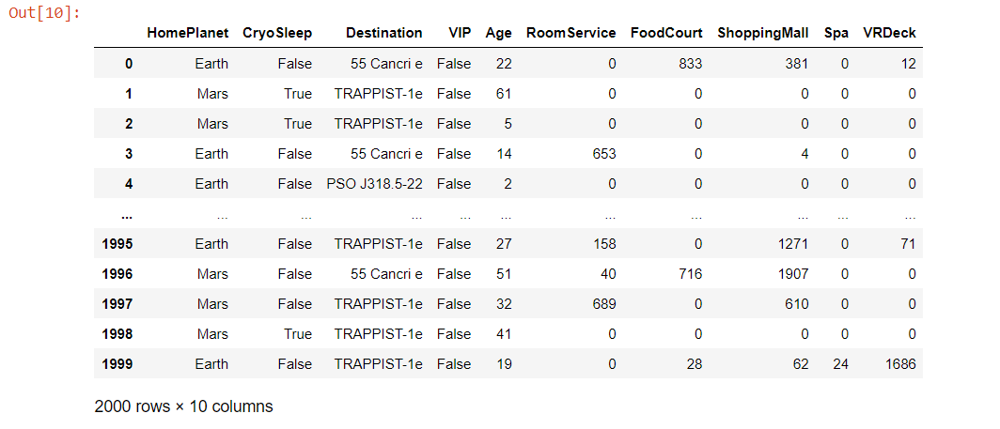 Out[10]:
HomePlanet CryoSleep Destination VIP Age RoomService FoodCourt ShoppingMall Spa VRDeck
0 Earth False 55 Cancri e False 22 0 833 381 0 12
1 Mars True TRAPPIST-1e False 61 0 0 0 0 0
2 Mars True TRAPPIST-1e False 5 0 0 0 0 0
3 Earth False 55 Cancri e False 14 653 0 4 0 0
4 Earth False PSO J318.5-22 False 2 0 0 0 0 0
... ... ... ... ... ... ... ... ... ... ...
1995 Earth False TRAPPIST-1e False 27 158 0 1271 0 71
1996 Mars False 55 Cancri e False 51 40 716 1907 0 0
1997 Mars False TRAPPIST-1e False 32 689 0 610 0 0
1998 Mars True TRAPPIST-1e False 41 0 0 0 0 0
1999 Earth False TRAPPIST-1e False 19 0 28 62 24 1686
2000 rows × 10 columns